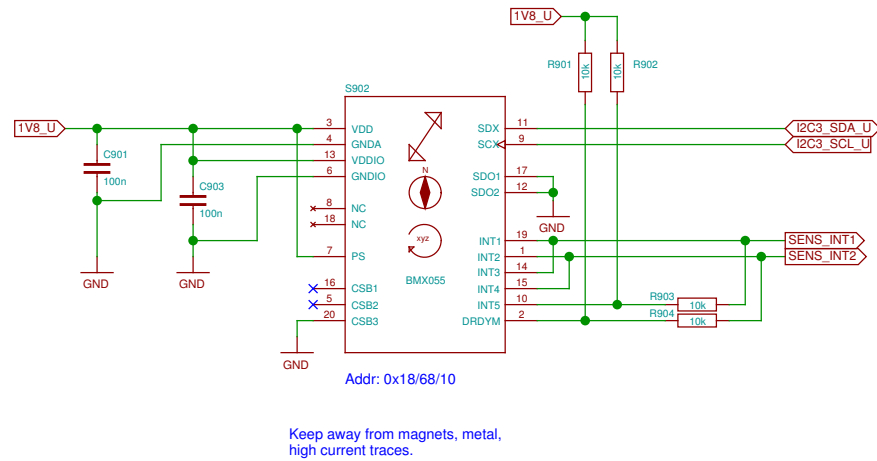 1V8_U
R901
10k
10k
R902
S902
1V8_U
C901
100n
C903
100n
GND
GND
3 VDD
4 GNDA
13 VDDIO
6 GNDIO
8 NC
18 NC
7 PS
16 CSB1
5 CSB2
20 CSB3
GND
N
xyz
BMX055
SDX 11
SCX 9
SDO1 17
SDO2 12
INT1 19
INT2 1
INT3 14
INT4 15
INT5 10
DRDYM 2
GND
I2C3_SDA_U
I2C3_SCL_U
SENS_INT1
SENS_INT2
R903
10k
R904
10k
Addr: 0x18/68/10
Keep away from magnets, metal,
high current traces.